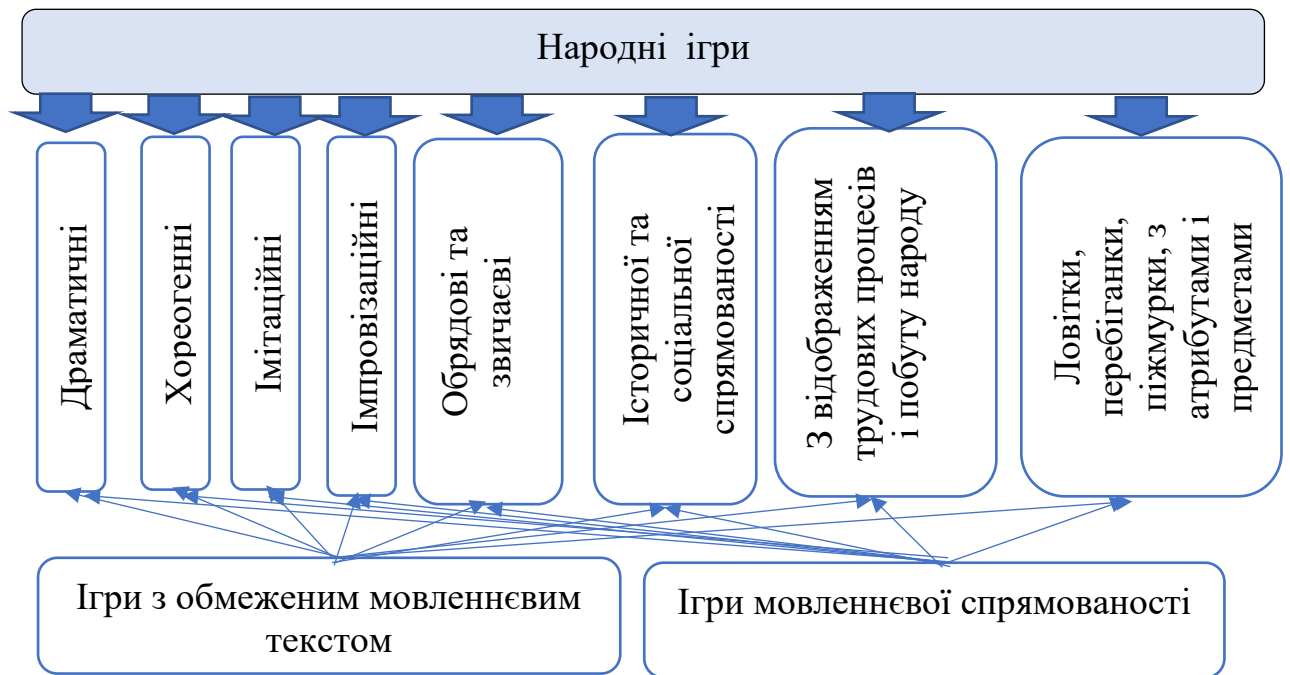 Народні ігри
Драматичні
Хореогенні
Імітаційні
Імпровізаційні
Обрядові та
звичаєві
Історичної та
соціальної
спрямованості
З відображенням
трудових процесів
і побуту народу
Ловітки,
перебіганки,
піжмурки, з
атрибутами і
предметами
Ігри з обмеженим мовленнєвим
текстом
Ігри мовленнєвої спрямованості